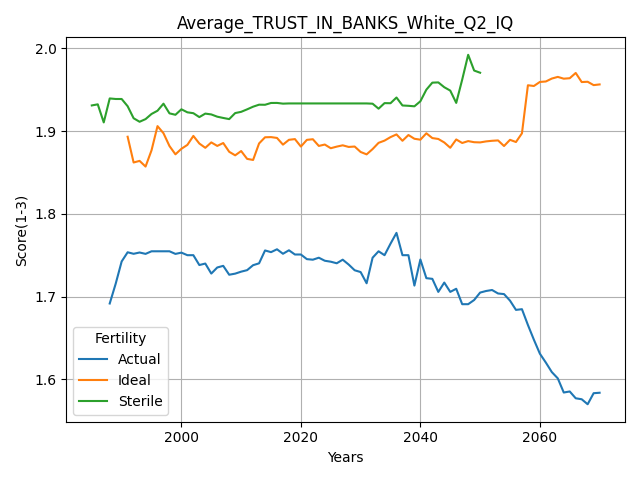 Average_TRUST_IN_BANKS_White_Q2_IQ
Score(1-3)
2.0
1.9
1.8
1.7
1.6
Fertility
Actual
Ideal
Sterile
2000 2020 2040 2060
Years